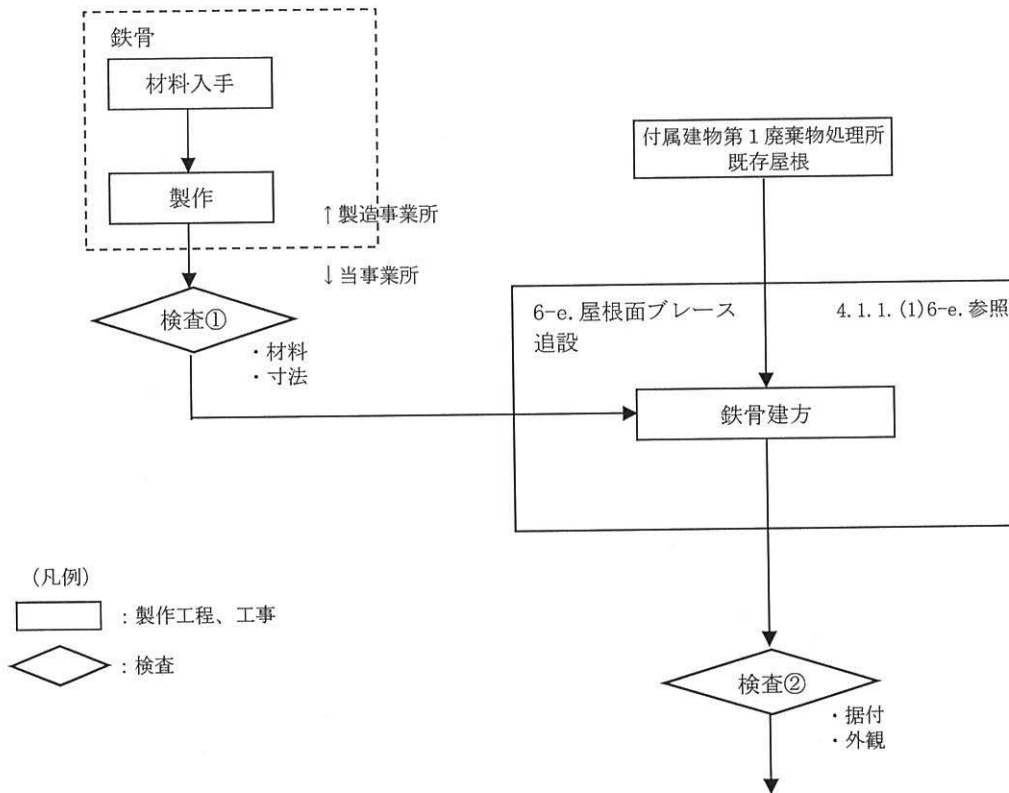 鉄骨
材料入手
製作
↑製造事業所
↓当事業所
検査①
・材料
・寸法
付属建物第1廃棄物処理所
既存屋根
6-e.屋根面ブレース
追設
4.1.1.(1)6-e.参照
鉄骨建方
検査②
・据付
・外観
(凡例)
：製作工程、工事
：検査